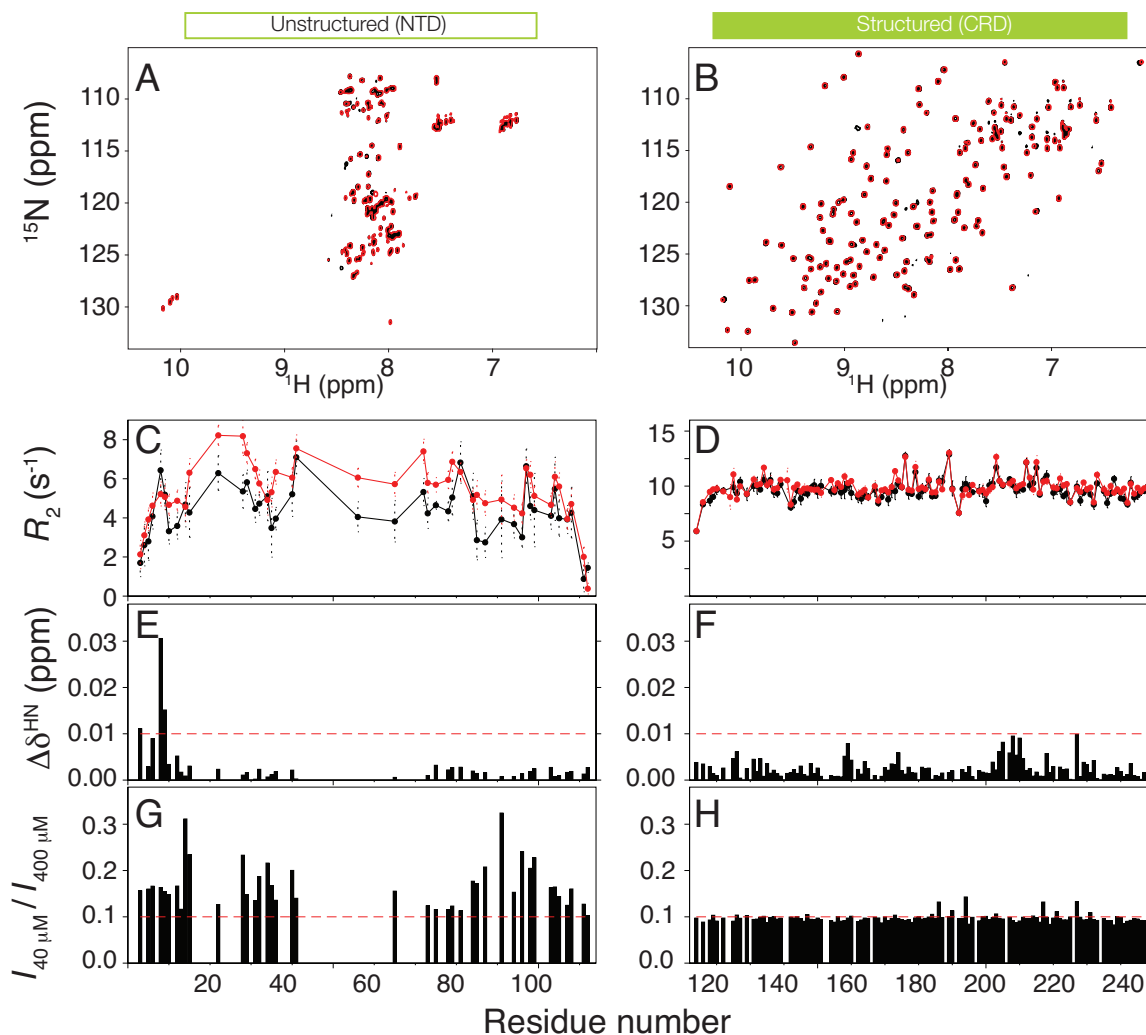 Unstructured (NTD) Structured (CRD)
A B
110 110
115 115
120 120
125 125
130 130
¹⁵N (ppm)
10 9 8 7 10 9 8 7
¹H (ppm) ¹H (ppm)
C D
8 15
6
4 10
2 5
0
R₂ (s⁻¹)
E F
0.03 0.03
0.02 0.02
0.01 0.01
0.00 0.00
Δδᴴᴺ (ppm)
G H
0.3 0.3
0.2 0.2
0.1 0.1
0.0 0.0
I₄₀ μM / I₄₀₀ μM
20 40 60 80 100 120 140 160 180 200 220 240
Residue number